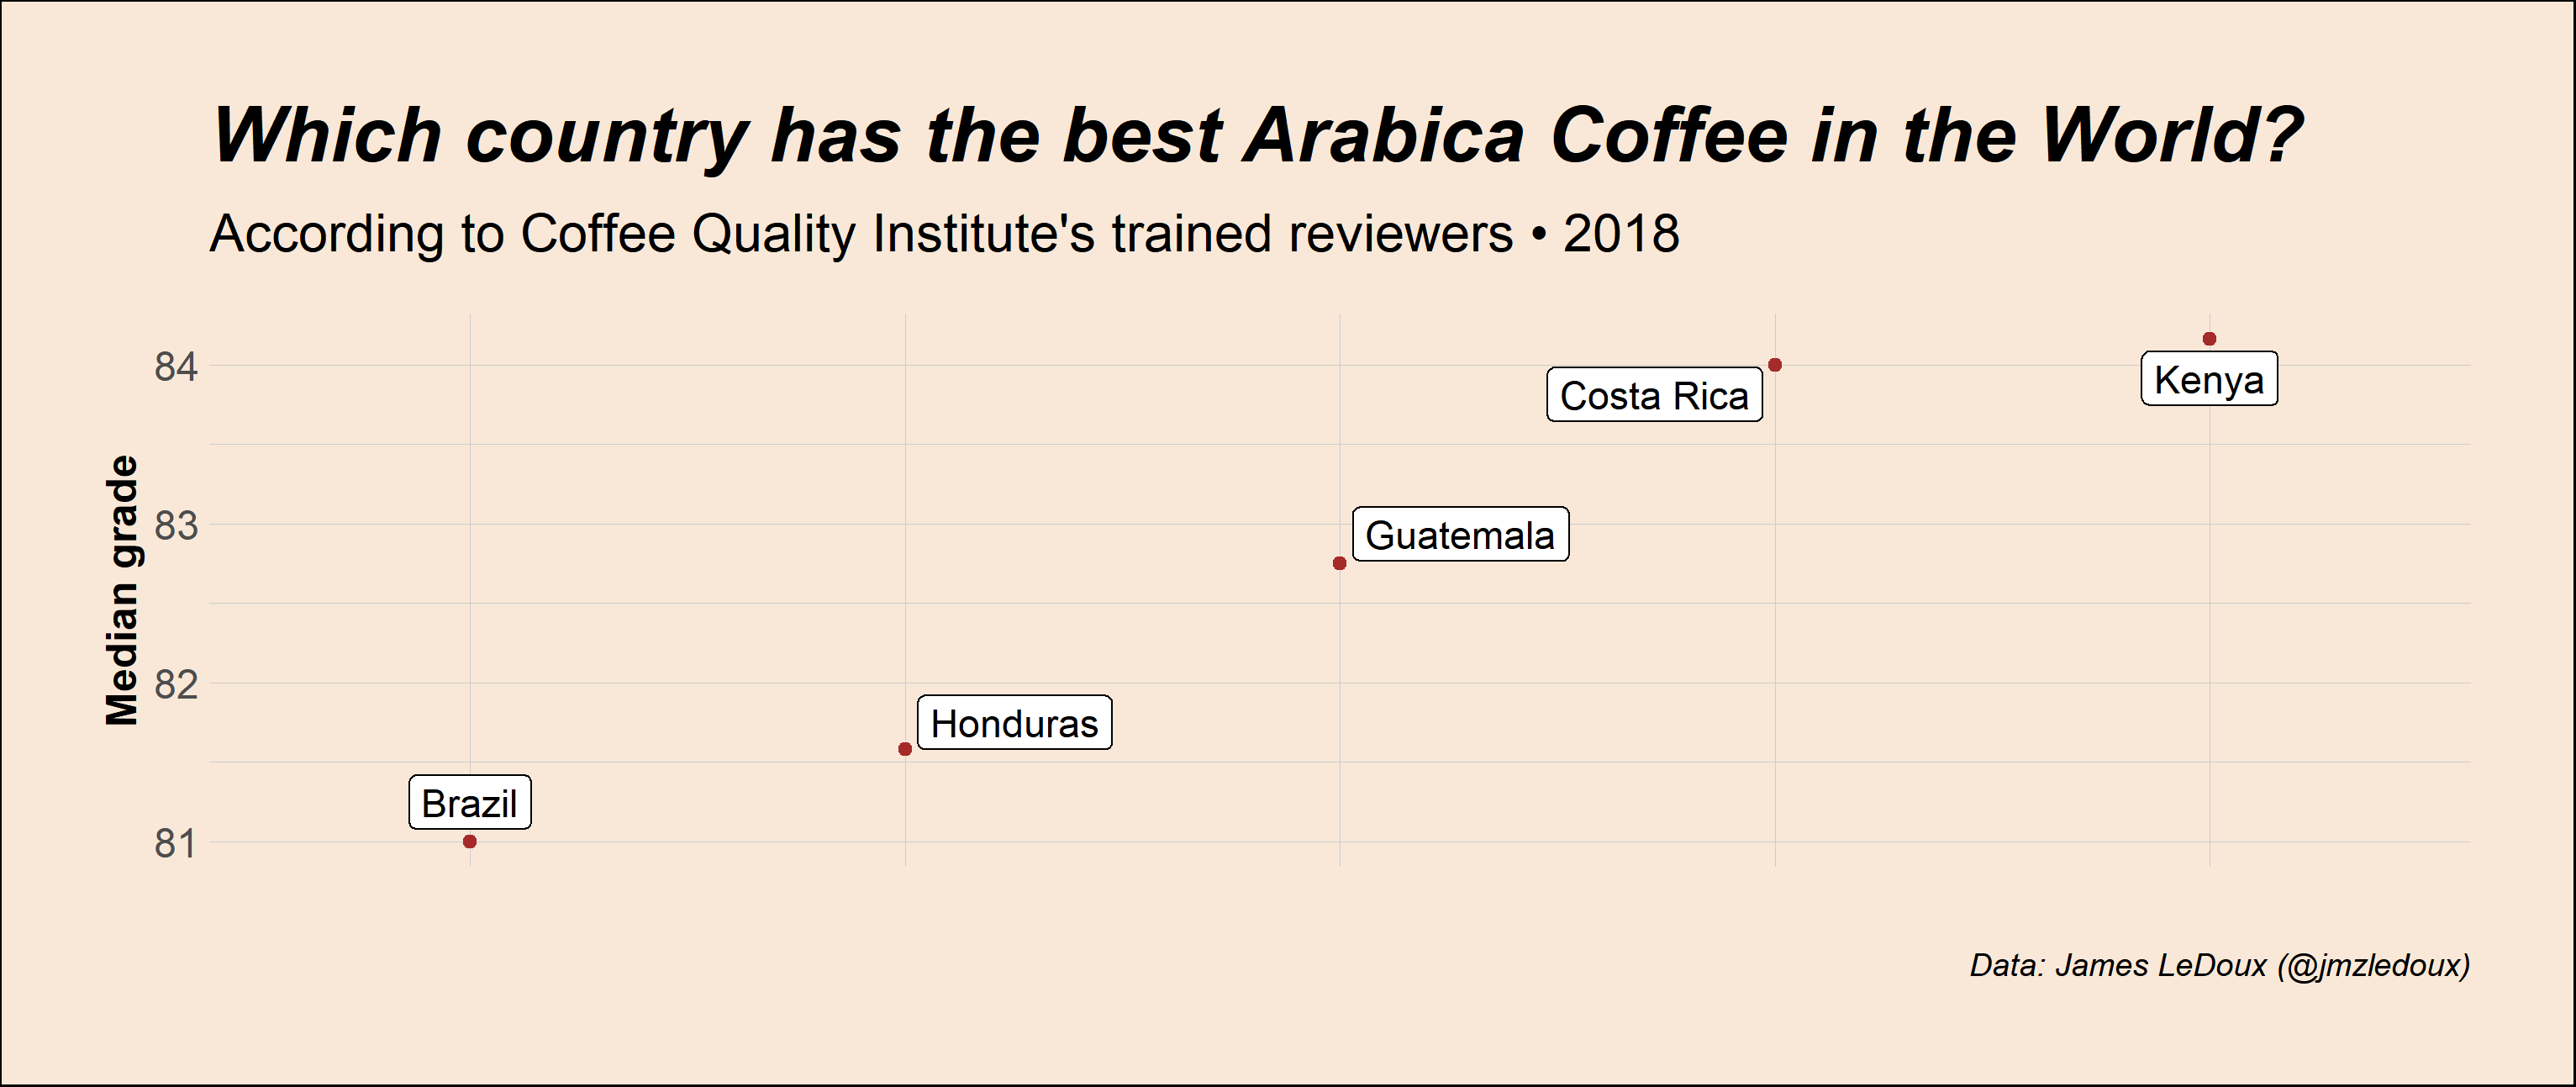 Which country has the best Arabica Coffee in the World?
According to Coffee Quality Institute's trained reviewers • 2018
Median grade
84
83
82
81
Kenya
Costa Rica
Guatemala
Honduras
Brazil
Data: James LeDoux (@jmzledoux)